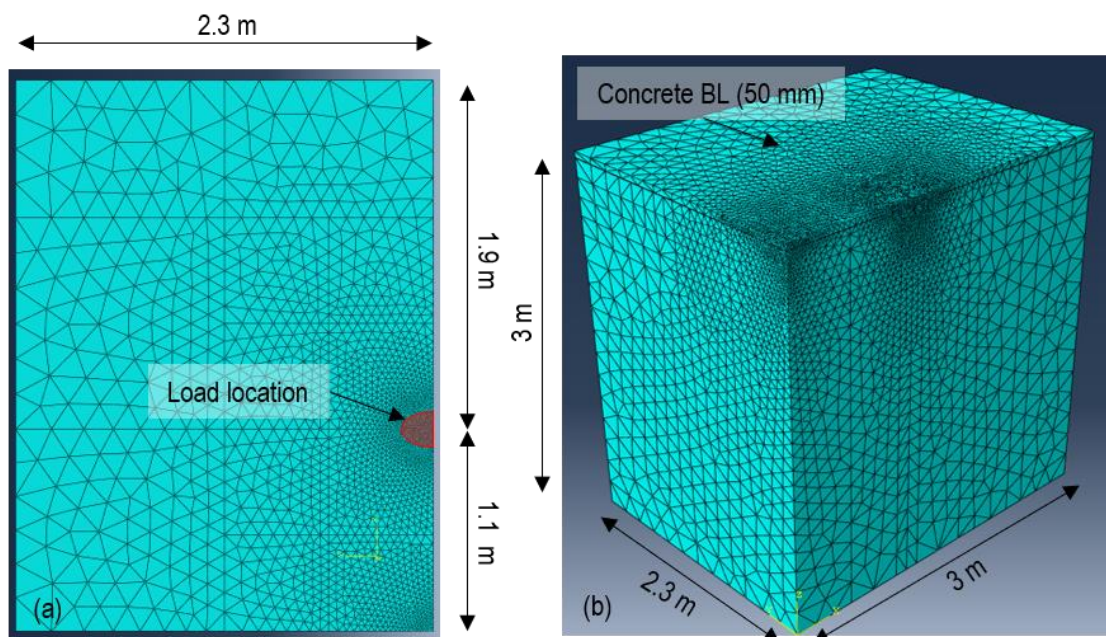 2.3 m
1.9 m
Load location
1.1 m
(a)
Concrete BL (50 mm)
3 m
2.3 m
3 m
(b)